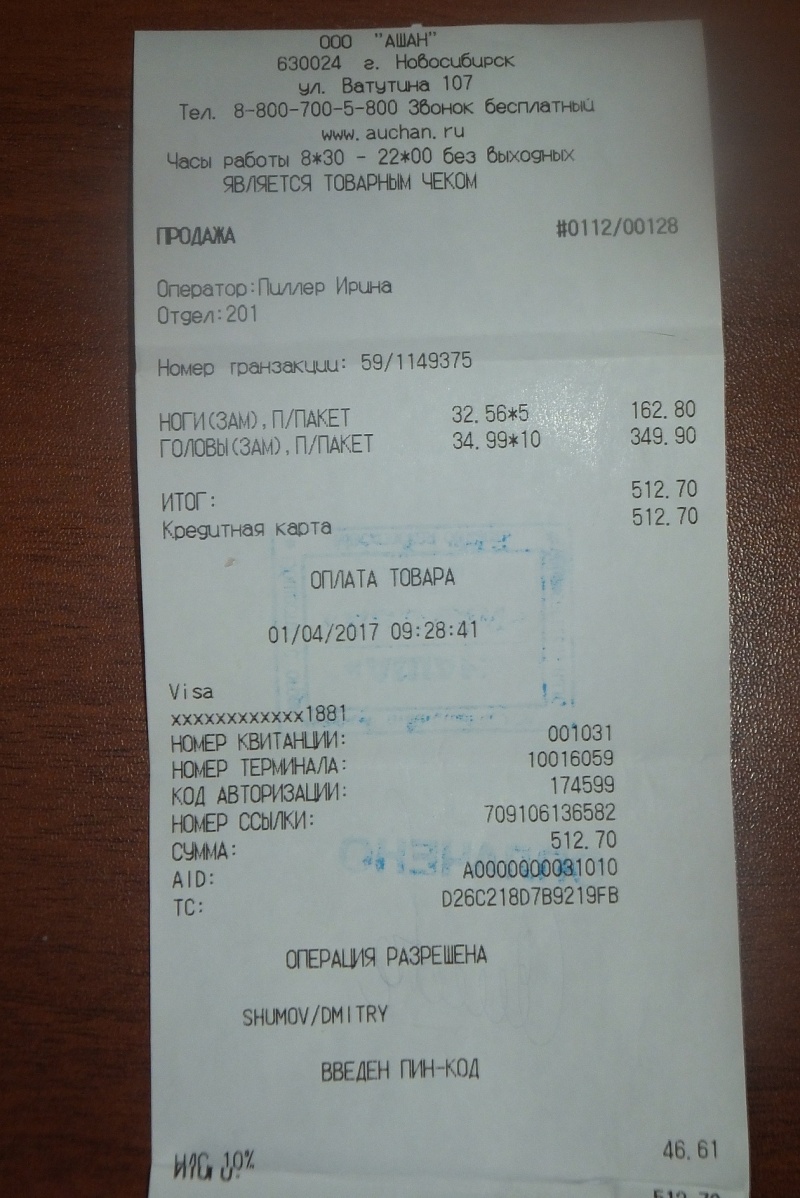 ООО "АШАН"
630024 г. Новосибирск
ул. Ватутина 107
Тел. 8-800-700-5-800 Звонок бесплатный
www.auchan.ru
Часы работы 8*30 - 22*00 без выходных
ЯВЛЯЕТСЯ ТОВАРНЫМ ЧЕКОМ
ПРОДАЖА #0112/00128
Оператор:Пиллер Ирина
Отдел:201
Номер транзакции: 59/1149375
НОГИ(ЗАМ),П/ПАКЕТ 32.56*5 162.80
ГОЛОВЫ(ЗАМ),П/ПАКЕТ 34.99*10 349.90
ИТОГ: 512.70
Кредитная карта 512.70
ОПЛАТА ТОВАРА
01/04/2017 09:28:41
Visa
xxxxxxxxxxxx1881
НОМЕР КВИТАНЦИИ: 001031
НОМЕР ТЕРМИНАЛА: 10016059
КОД АВТОРИЗАЦИИ: 174599
НОМЕР ССЫЛКИ: 709106136582
СУММА: 512.70
AID: A0000000031010
TC: D26C218D7B9219FB
ОПЕРАЦИЯ РАЗРЕШЕНА
SHUMOV/DMITRY
ВВЕДЕН ПИН-КОД
10% 46.61